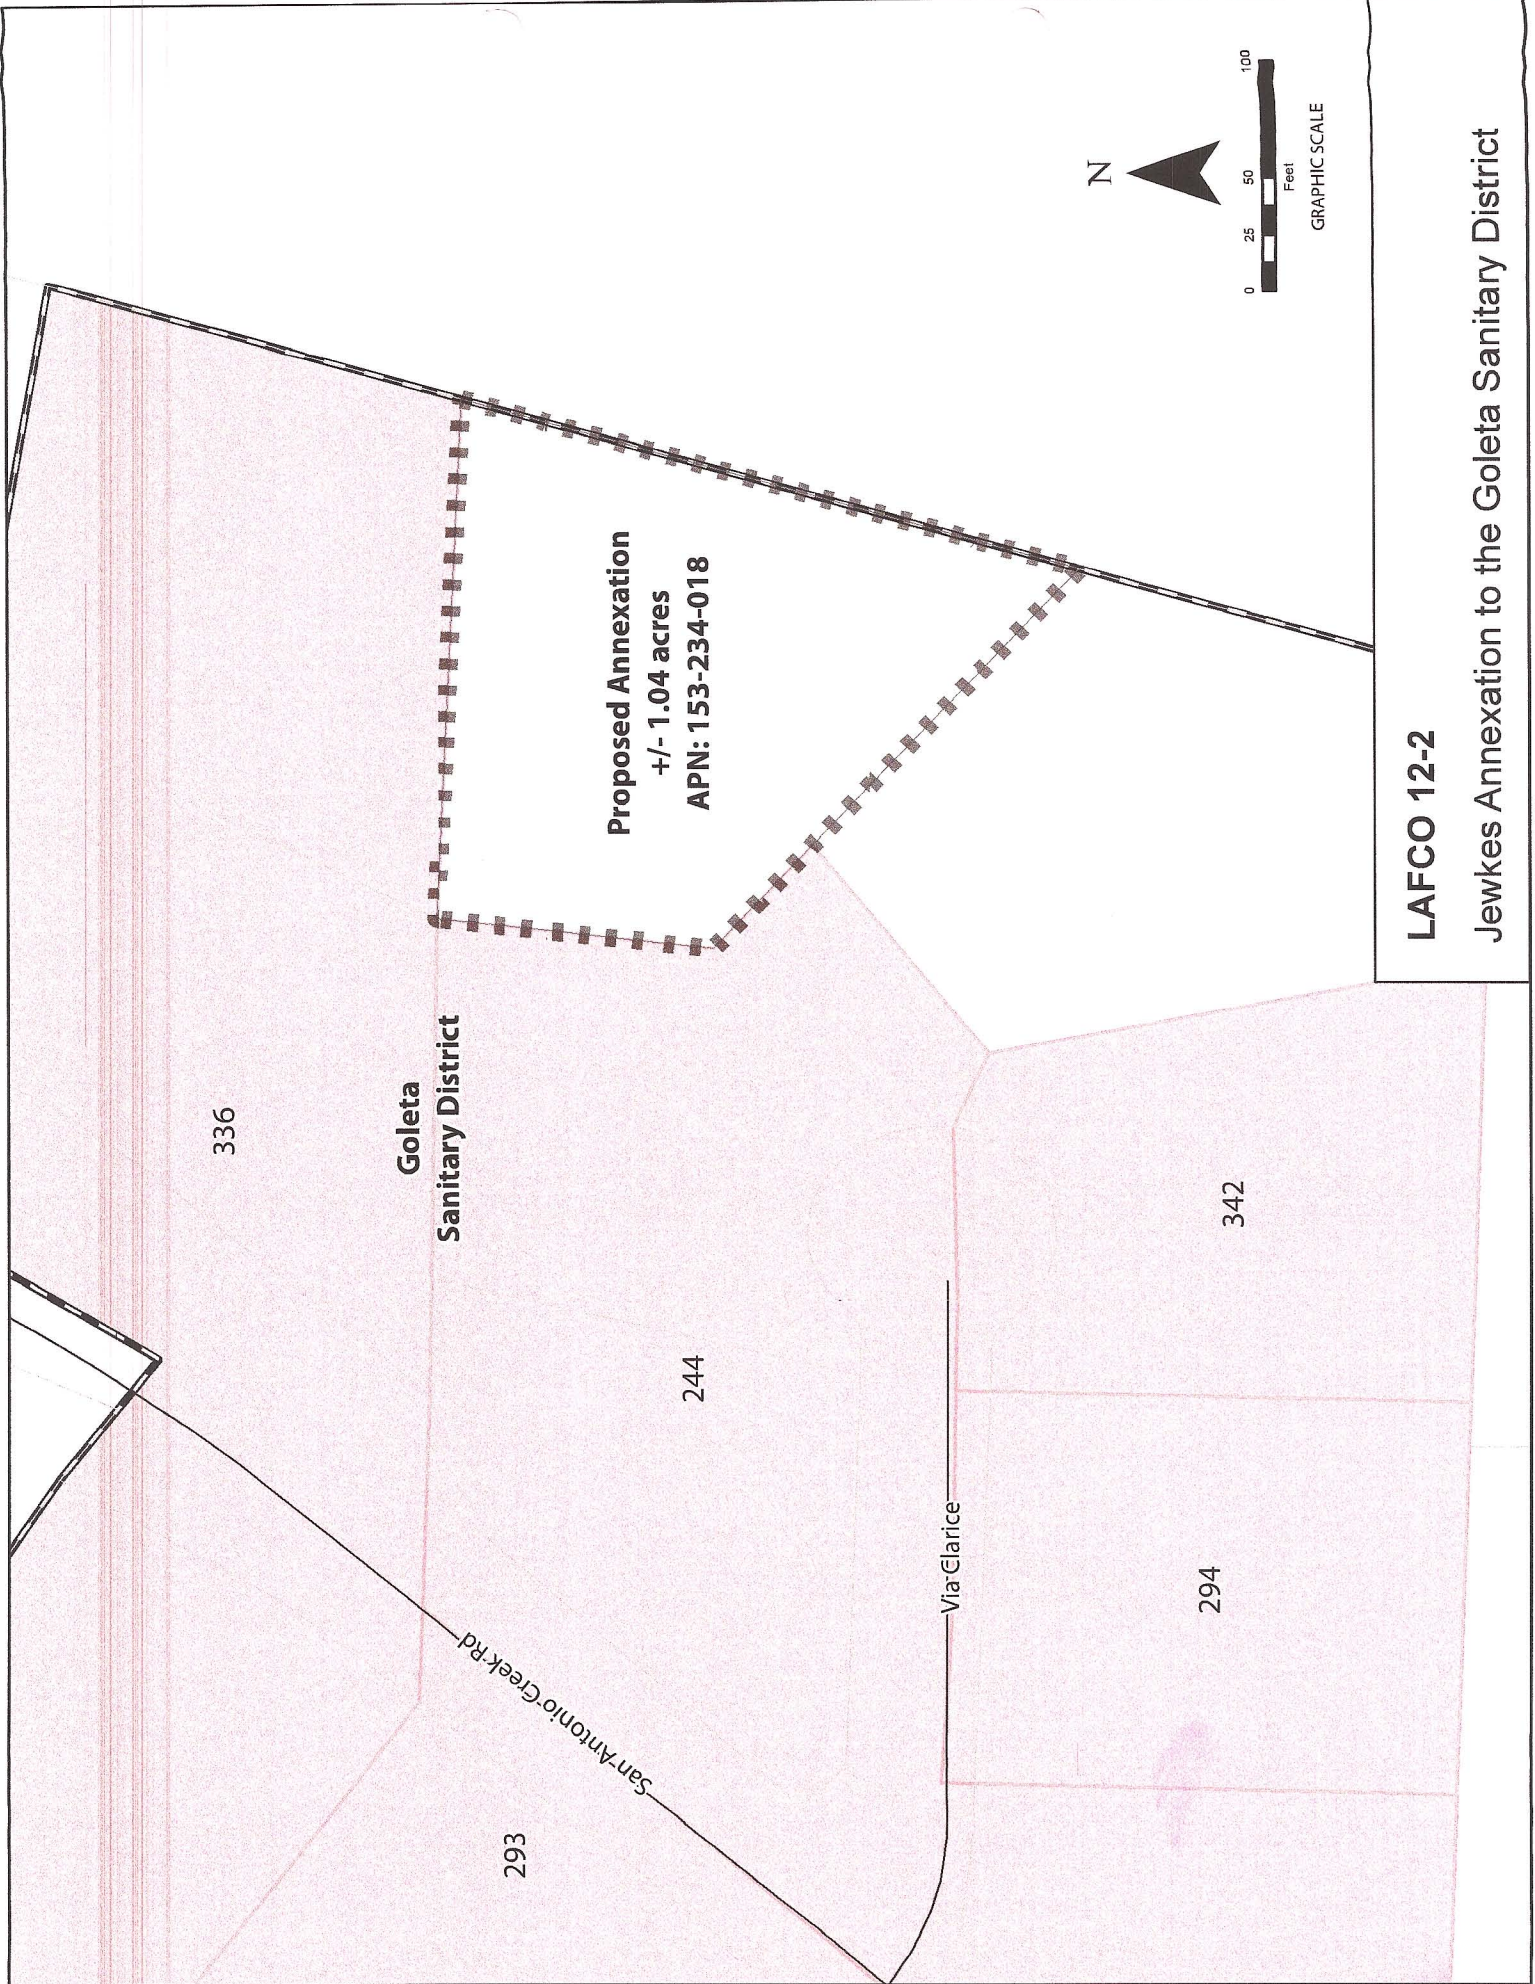 336
Goleta
Sanitary District
293
San Antonio Creek Rd
244
Proposed Annexation
+/- 1.04 acres
APN: 153-234-018
Via Clarice
294
342
N
0 25 50 100
Feet
GRAPHIC SCALE
LAFCO 12-2
Jewkes Annexation to the Goleta Sanitary District